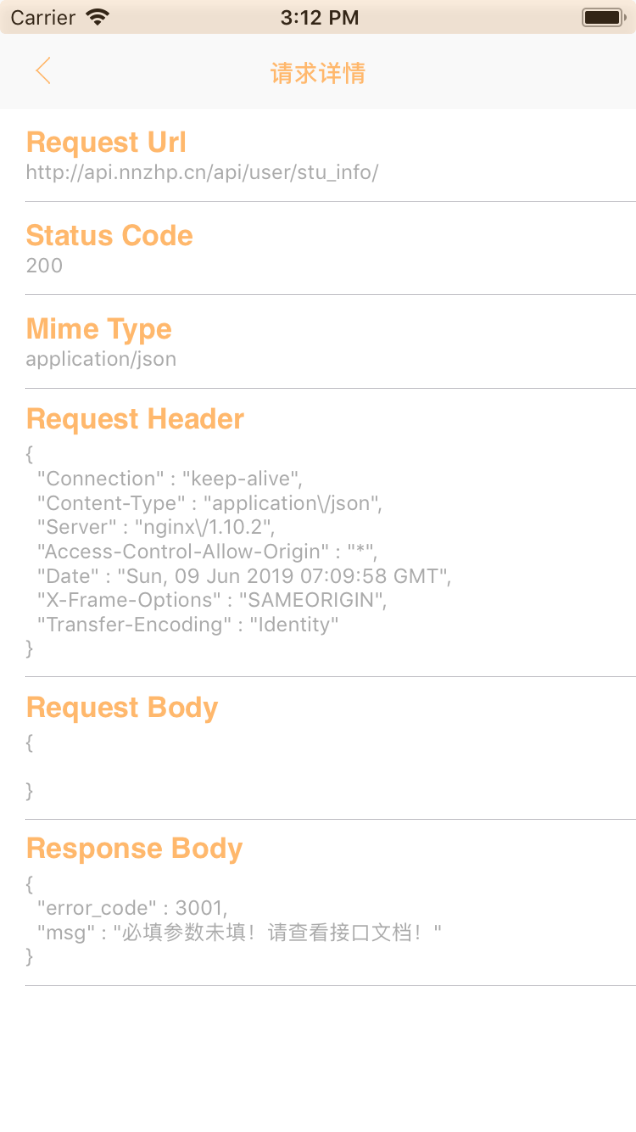 Carrier 3:12 PM
请求详情
Request Url
http://api.nnzhp.cn/api/user/stu_info/
Status Code
200
Mime Type
application/json
Request Header
{
"Connection" : "keep-alive",
"Content-Type" : "application\/json",
"Server" : "nginx\/1.10.2",
"Access-Control-Allow-Origin" : "*",
"Date" : "Sun, 09 Jun 2019 07:09:58 GMT",
"X-Frame-Options" : "SAMEORIGIN",
"Transfer-Encoding" : "Identity"
}
Request Body
{
}
Response Body
{
"error_code" : 3001,
"msg" : "必填参数未填！请查看接口文档！"
}